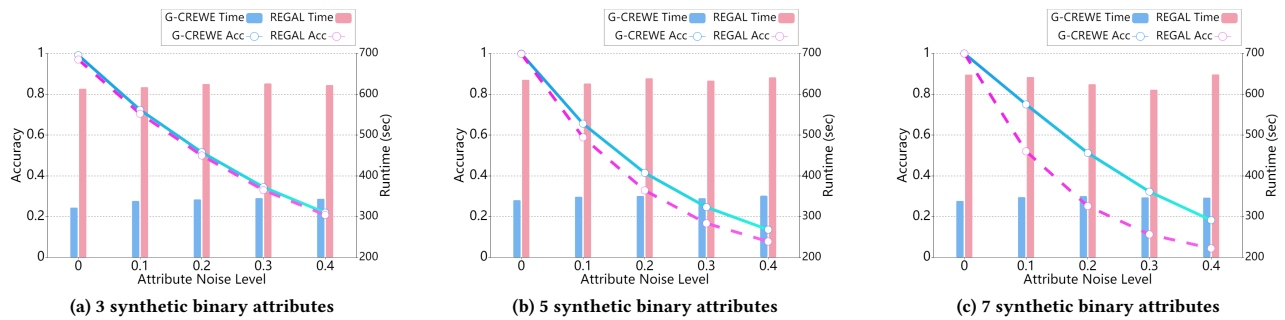 G-CREWE Time REGAL Time
G-CREWE Acc REGAL Acc
1 700
0.8 600
0.6 500
0.4 400
0.2 300
0 200
Accuracy
Runtime (sec)
0 0.1 0.2 0.3 0.4
Attribute Noise Level
(a) 3 synthetic binary attributes
G-CREWE Time REGAL Time
G-CREWE Acc REGAL Acc
1 700
0.8 600
0.6 500
0.4 400
0.2 300
0 200
Accuracy
Runtime (sec)
0 0.1 0.2 0.3 0.4
Attribute Noise Level
(b) 5 synthetic binary attributes
G-CREWE Time REGAL Time
G-CREWE Acc REGAL Acc
1 700
0.8 600
0.6 500
0.4 400
0.2 300
0 200
Accuracy
Runtime (sec)
0 0.1 0.2 0.3 0.4
Attribute Noise Level
(c) 7 synthetic binary attributes